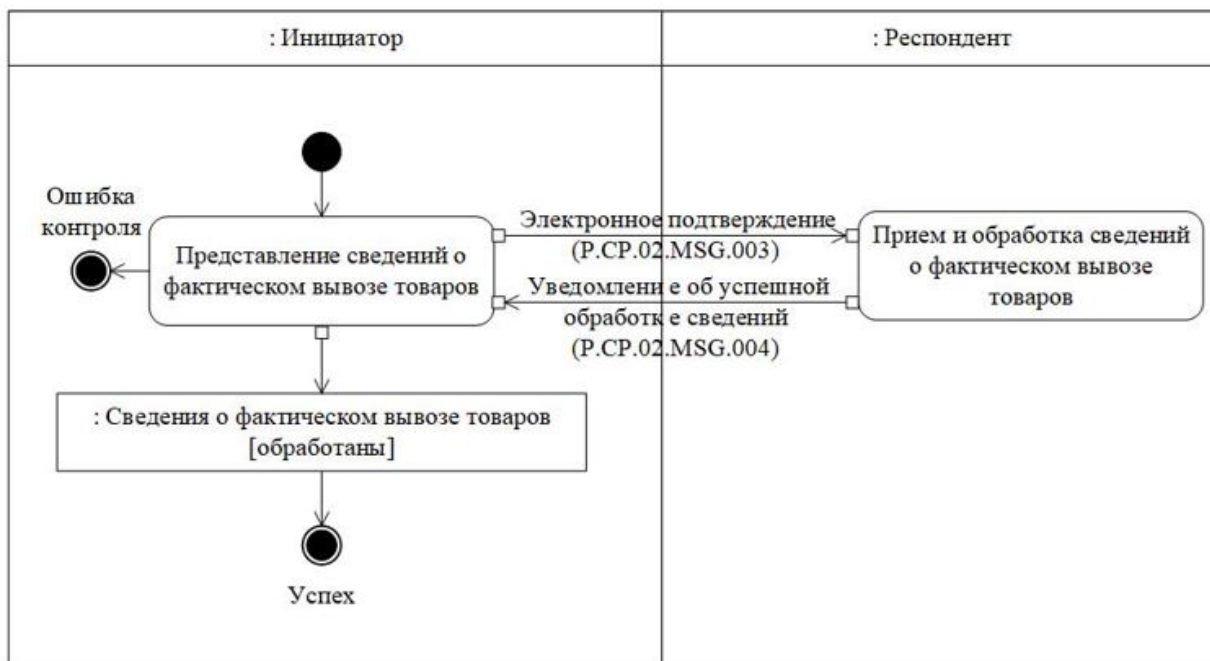 : Инициатор
: Респондент
Ошибка
контроля
Представление сведений о
фактическом вывозе товаров
Электронное подтверждение
(P.CP.02.MSG.003)
Уведомлени е об успешной
обработк е сведений
(P.CP.02.MSG.004)
Прием и обработка сведений
о фактическом вывозе
товаров
: Сведения о фактическом вывозе товаров
[обработаны]
Успех